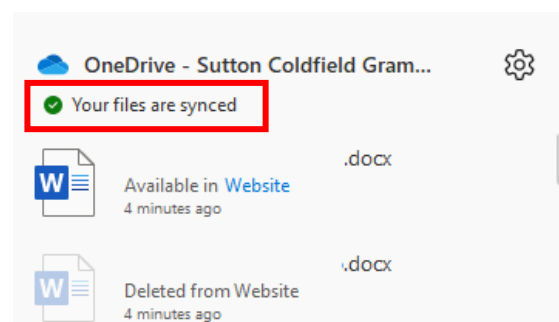 OneDrive - Sutton Coldfield Gram...
Your files are synced
.docx
W
Available in Website
4 minutes ago
.docx
W
Deleted from Website
4 minutes ago